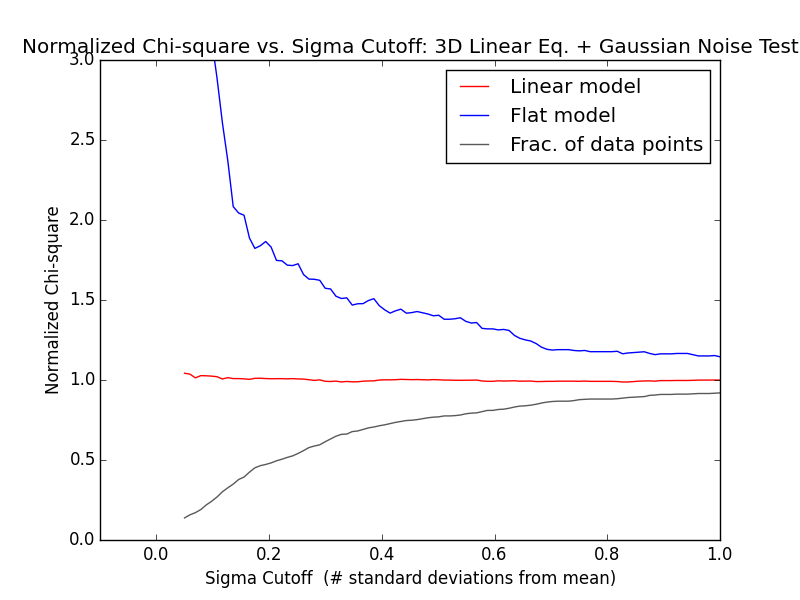 Normalized Chi-square vs. Sigma Cutoff: 3D Linear Eq. + Gaussian Noise Test
3.0
2.5
2.0
1.5
1.0
0.5
0.0
Normalized Chi-square
Linear model
Flat model
Frac. of data points
0.0 0.2 0.4 0.6 0.8 1.0
Sigma Cutoff (# standard deviations from mean)